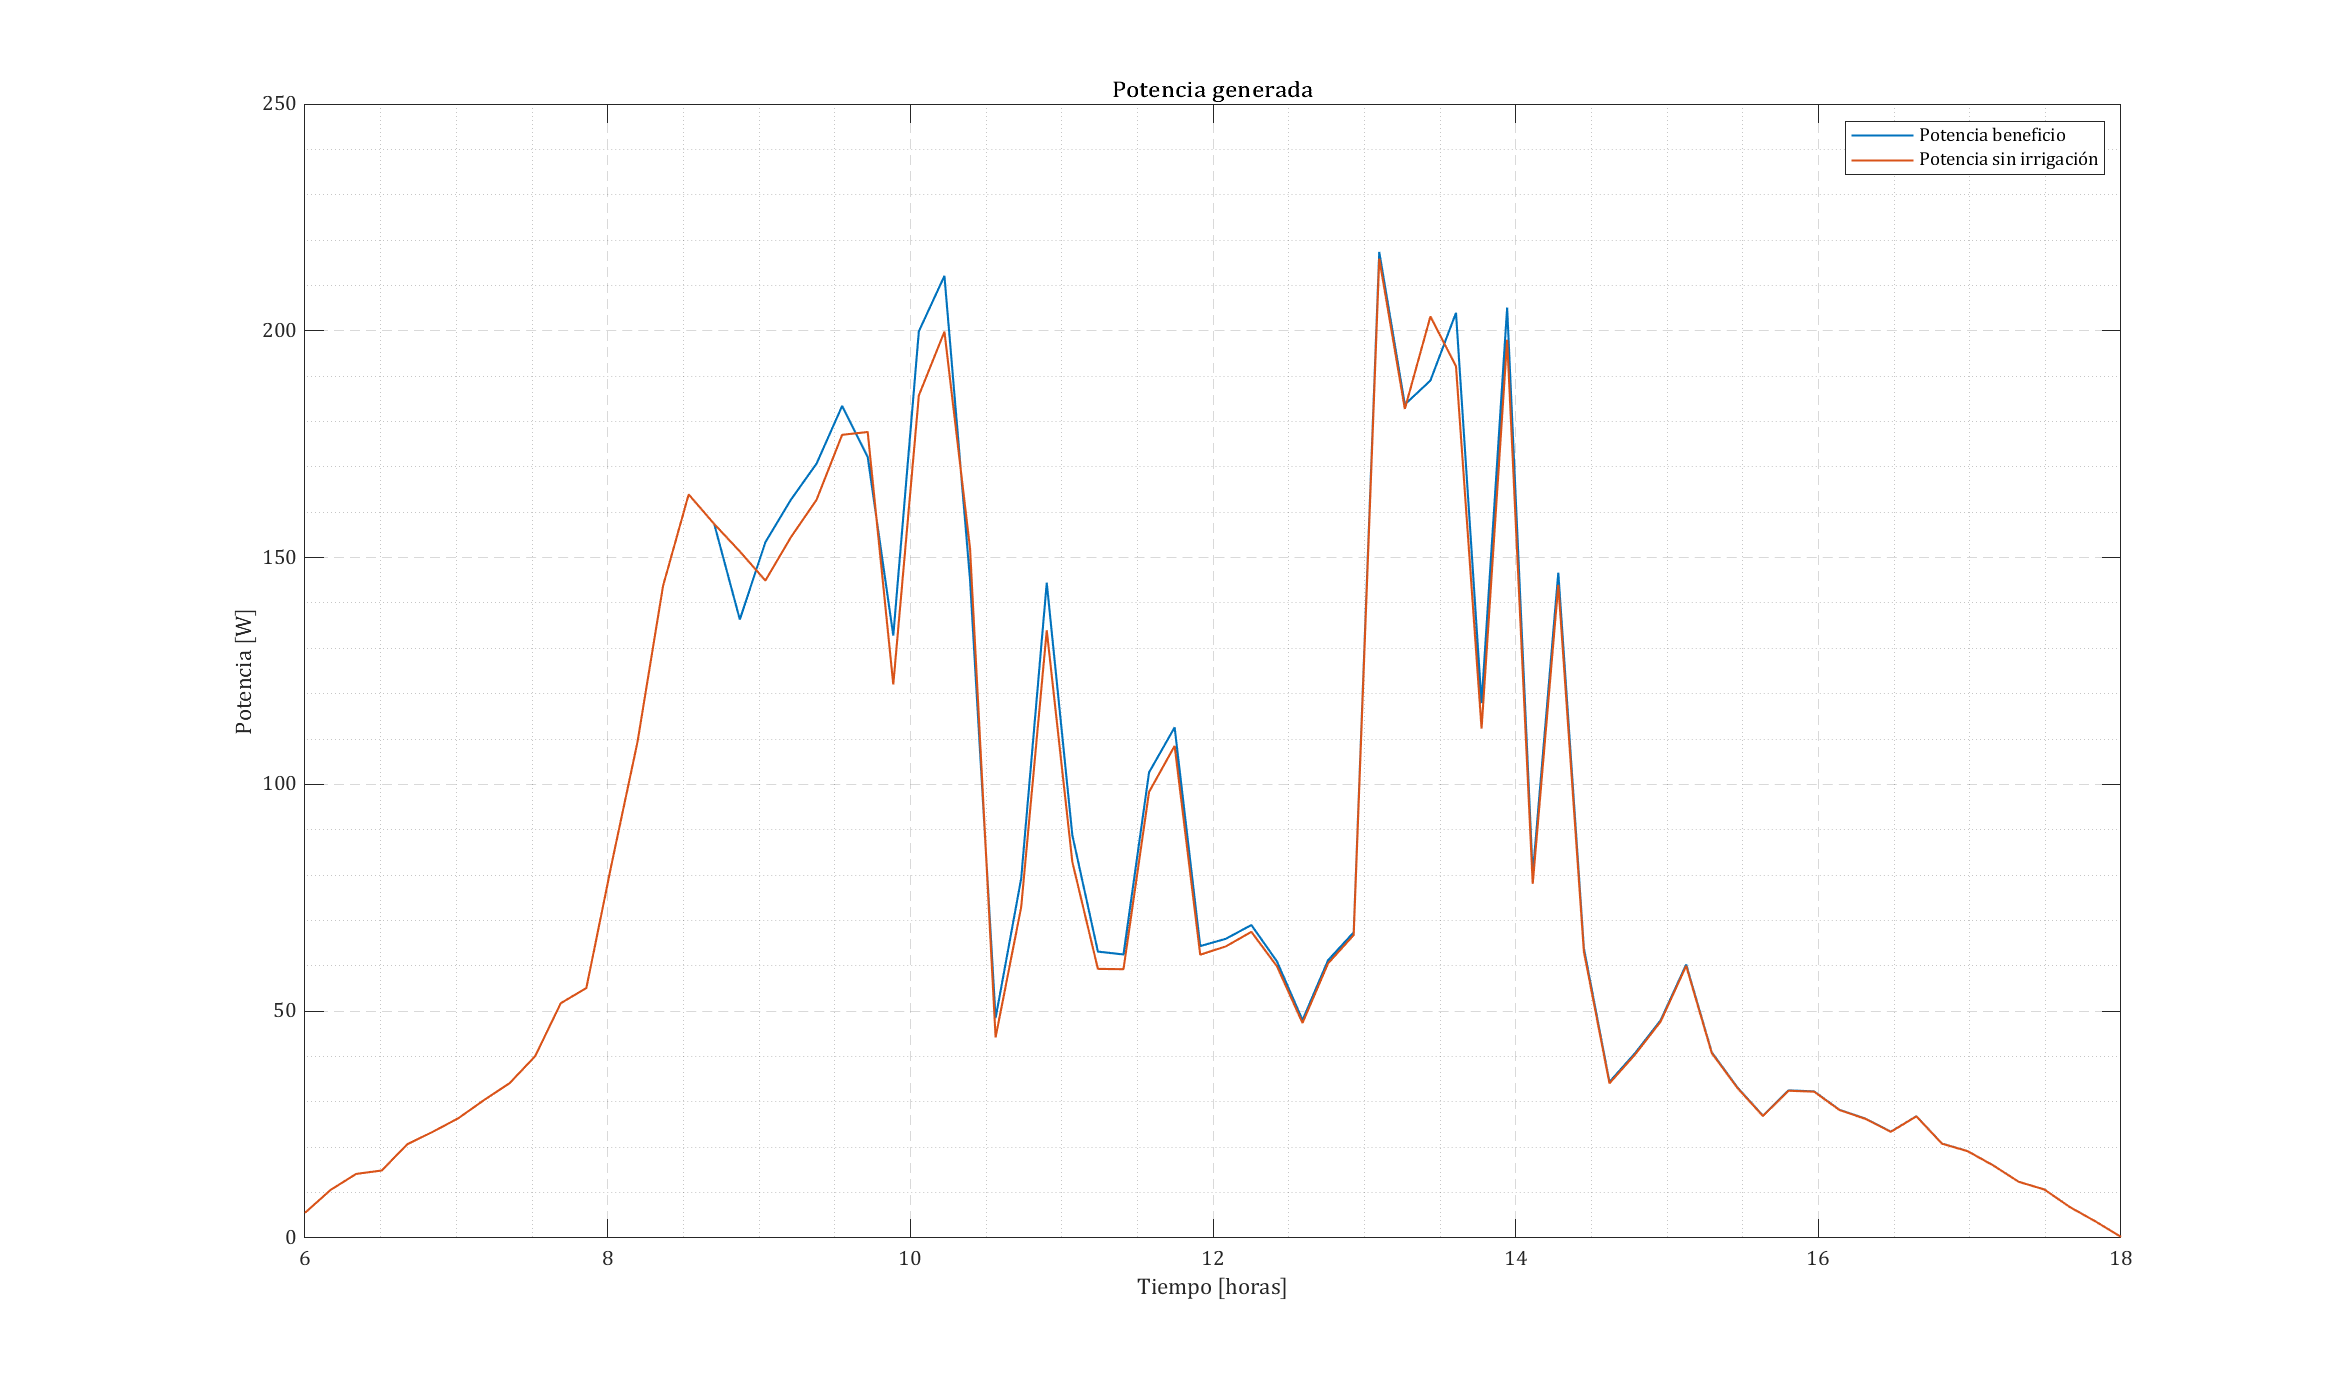 Potencia generada
250
200
150
100
50
0
Potencia [W]
Potencia beneficio
Potencia sin irrigación
6 8 10 12 14 16 18
Tiempo [horas]